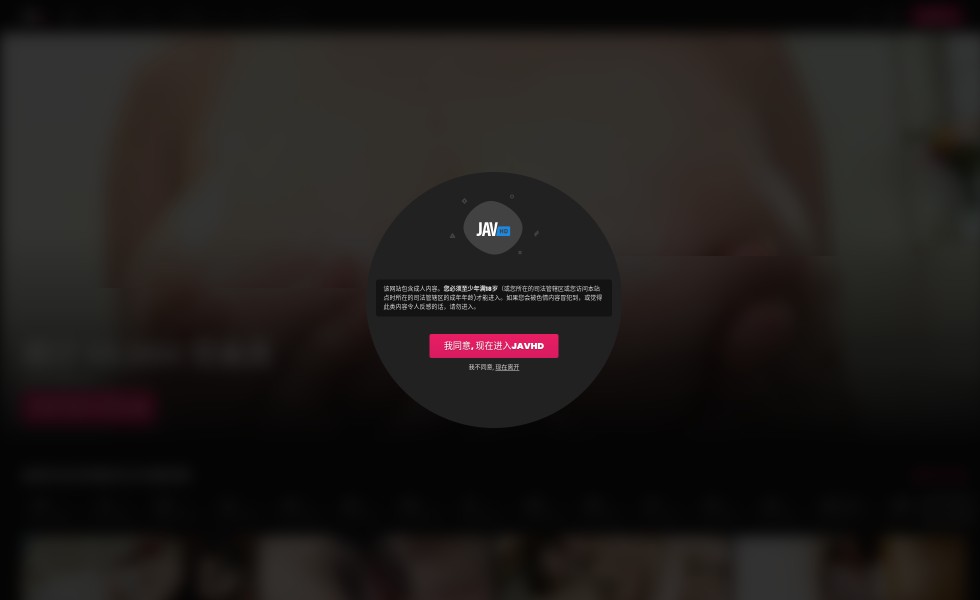 JAV HD
该网站包含成人内容。您必须至少年满18岁（或您所在的司法管辖区或您访问本站
点时所在的司法管辖区的成年年龄)才能进入。如果您会被色情内容冒犯到，或觉得
此类内容令人反感的话，请勿进入。
我同意, 现在进入JAVHD
我不同意, 现在离开